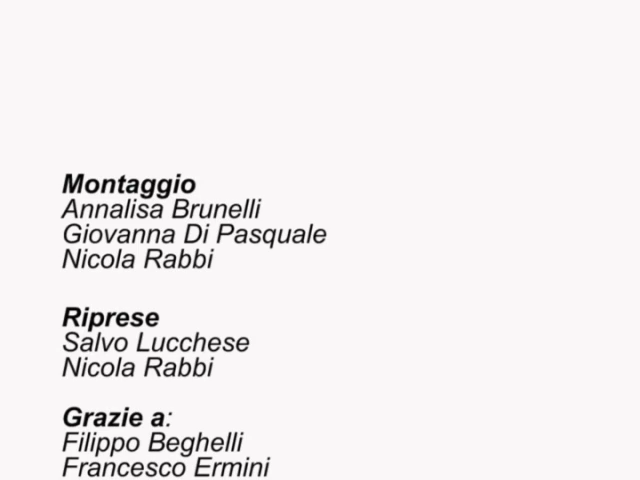 Montaggio
Annalisa Brunelli
Giovanna Di Pasquale
Nicola Rabbi
Riprese
Salvo Lucchese
Nicola Rabbi
Grazie a:
Filippo Beghelli
Francesco Ermini